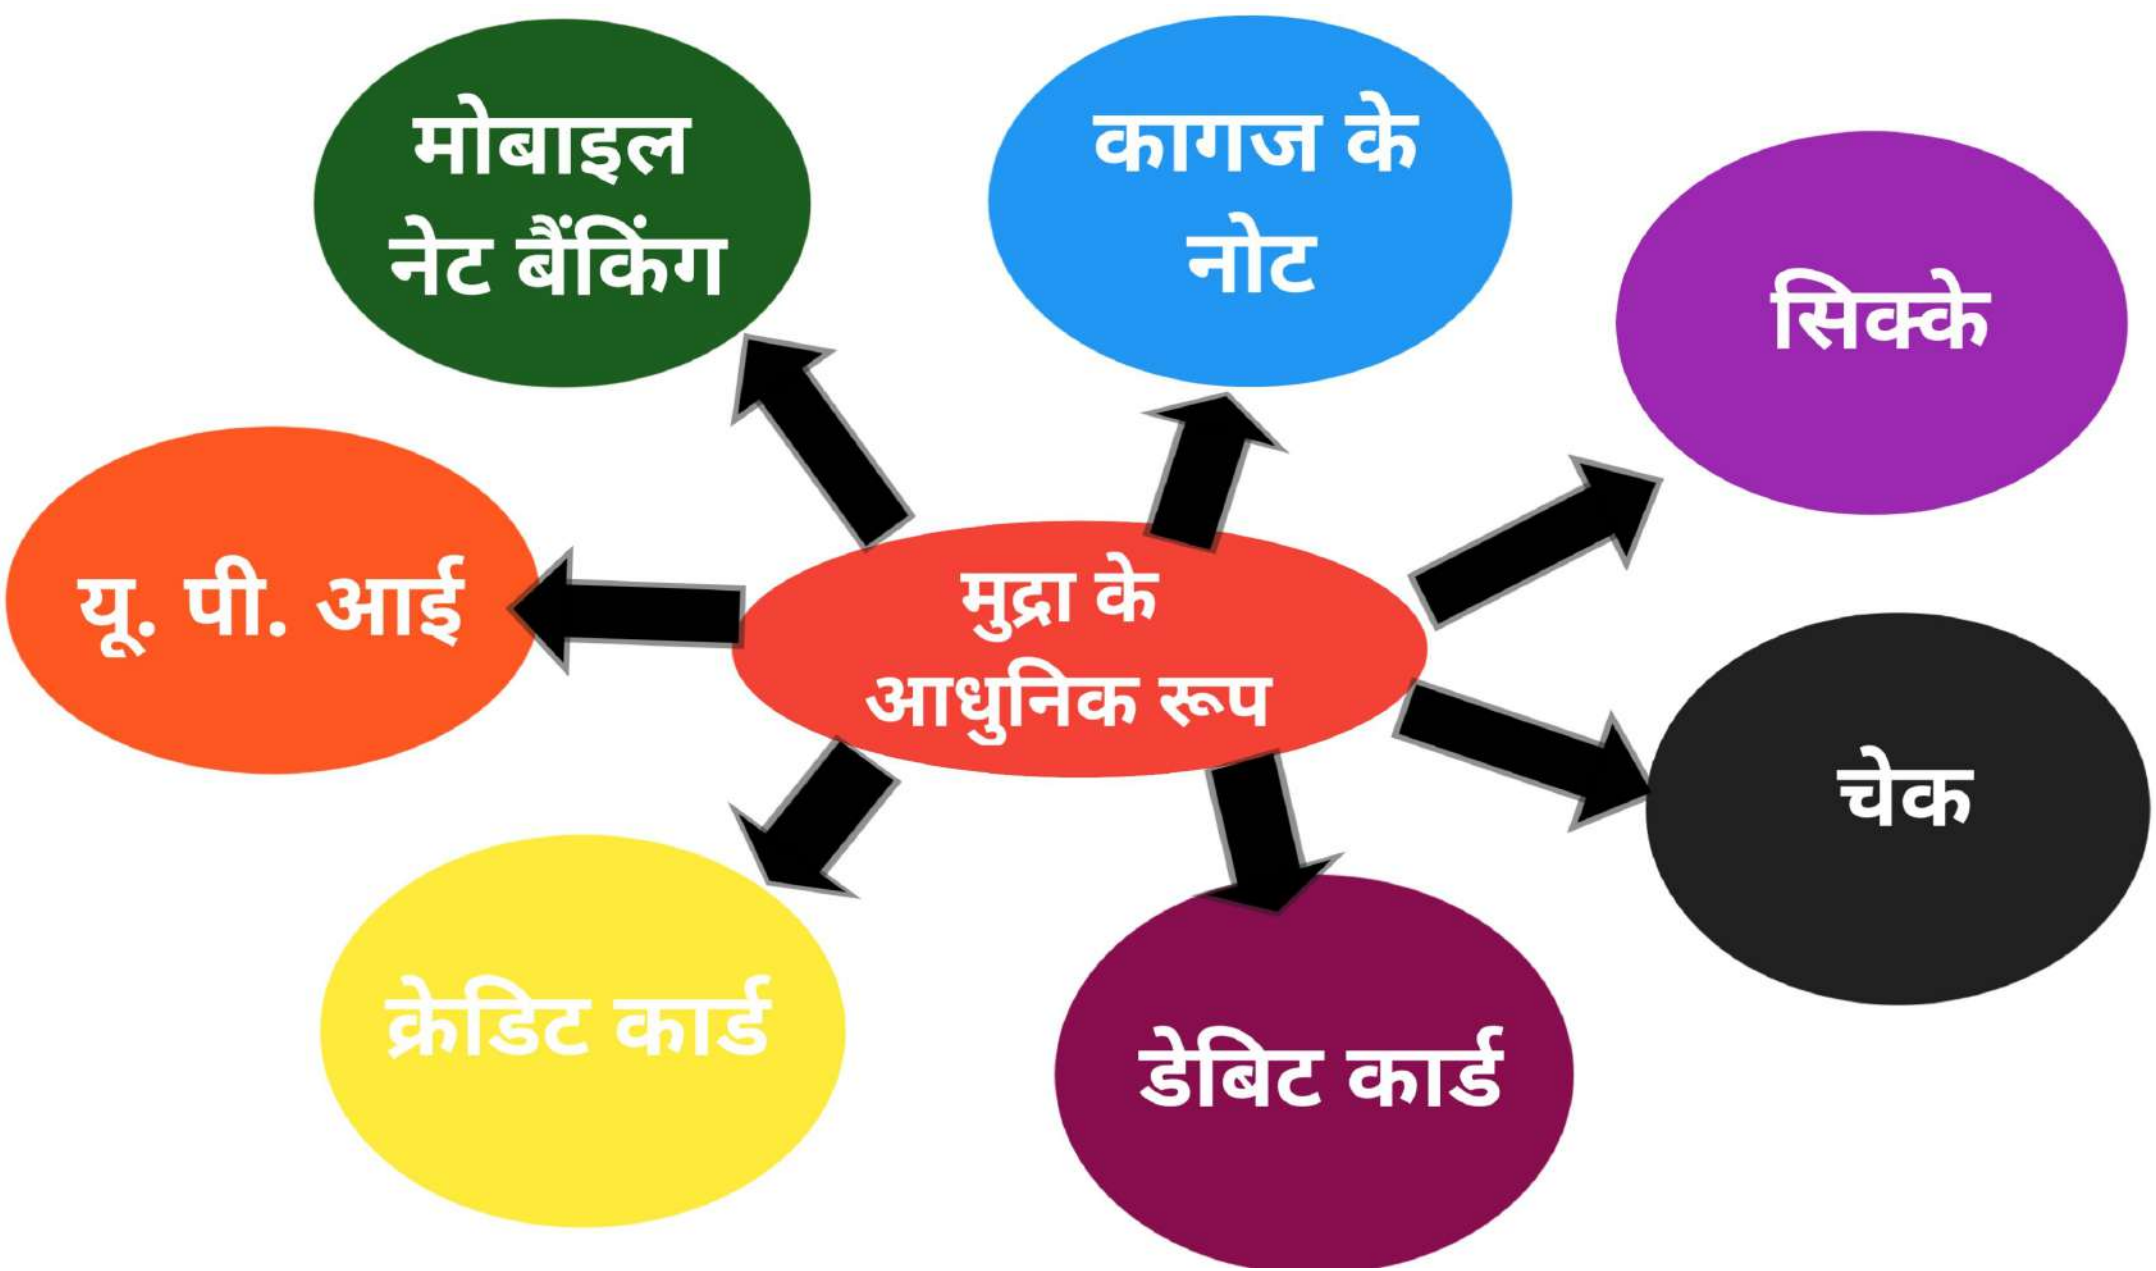 मोबाइल
नेट बैंकिंग
कागज के
नोट
सिक्के
यू. पी. आई
मुद्रा के
आधुनिक रूप
चेक
क्रेडिट कार्ड
डेबिट कार्ड